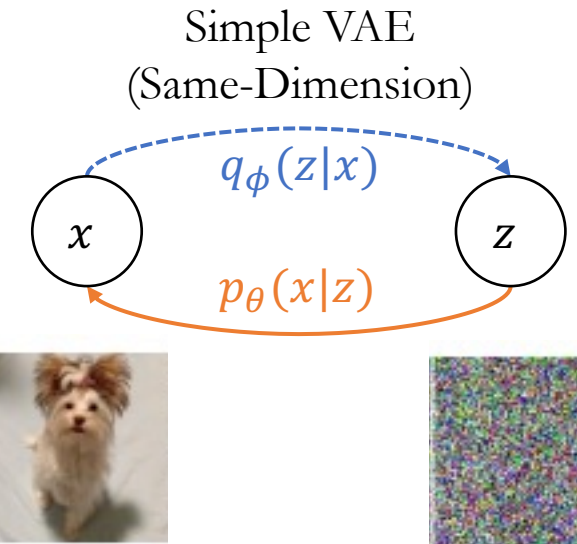 Simple VAE
(Same-Dimension)
qϕ(z|x)
x
z
pθ(x|z)